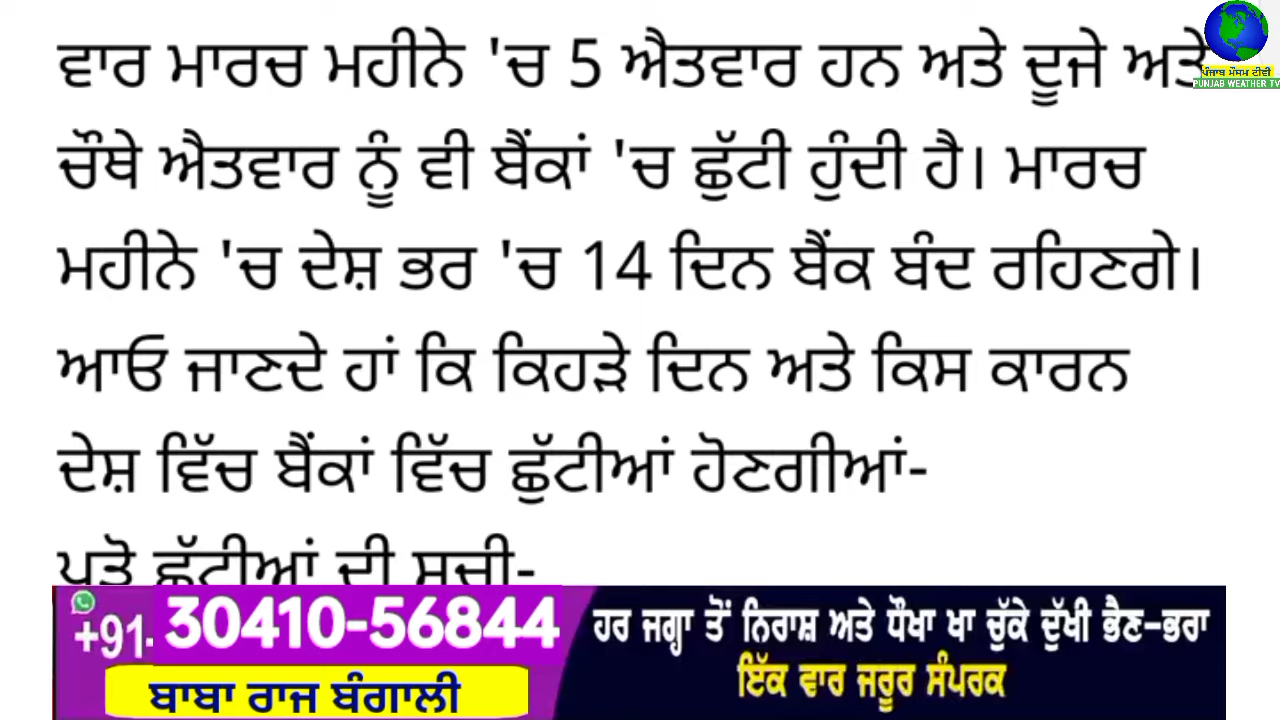 ਵਾਰ ਮਾਰਚ ਮਹੀਨੇ 'ਚ 5 ਐਤਵਾਰ ਹਨ ਅਤੇ ਦੂਜੇ ਅਤੇ
ਚੌਥੇ ਐਤਵਾਰ ਨੂੰ ਵੀ ਬੈਂਕਾਂ 'ਚ ਛੁੱਟੀ ਹੁੰਦੀ ਹੈ। ਮਾਰਚ
ਮਹੀਨੇ 'ਚ ਦੇਸ਼ ਭਰ 'ਚ 14 ਦਿਨ ਬੈਂਕ ਬੰਦ ਰਹਿਣਗੇ।
ਆਓ ਜਾਣਦੇ ਹਾਂ ਕਿ ਕਿਹੜੇ ਦਿਨ ਅਤੇ ਕਿਸ ਕਾਰਨ
ਦੇਸ਼ ਵਿੱਚ ਬੈਂਕਾਂ ਵਿੱਚ ਛੁੱਟੀਆਂ ਹੋਣਗੀਆਂ-
ਪੜੋ ਛੁੱਟੀਆਂ ਦੀ ਸੂਚੀ-
ਪੰਜਾਬ ਮੌਸਮ ਟੀਵੀ
PUNJAB WEATHER TV
+91. 30410-56844
ਬਾਬਾ ਰਾਜ ਬੰਗਾਲੀ
ਹਰ ਜਗ੍ਹਾ ਤੋਂ ਨਿਰਾਸ਼ ਅਤੇ ਧੌਖਾ ਖਾ ਚੁੱਕੇ ਦੁੱਖੀ ਭੈਣ-ਭਰਾ
ਇੱਕ ਵਾਰ ਜਰੂਰ ਸੰਪਰਕ